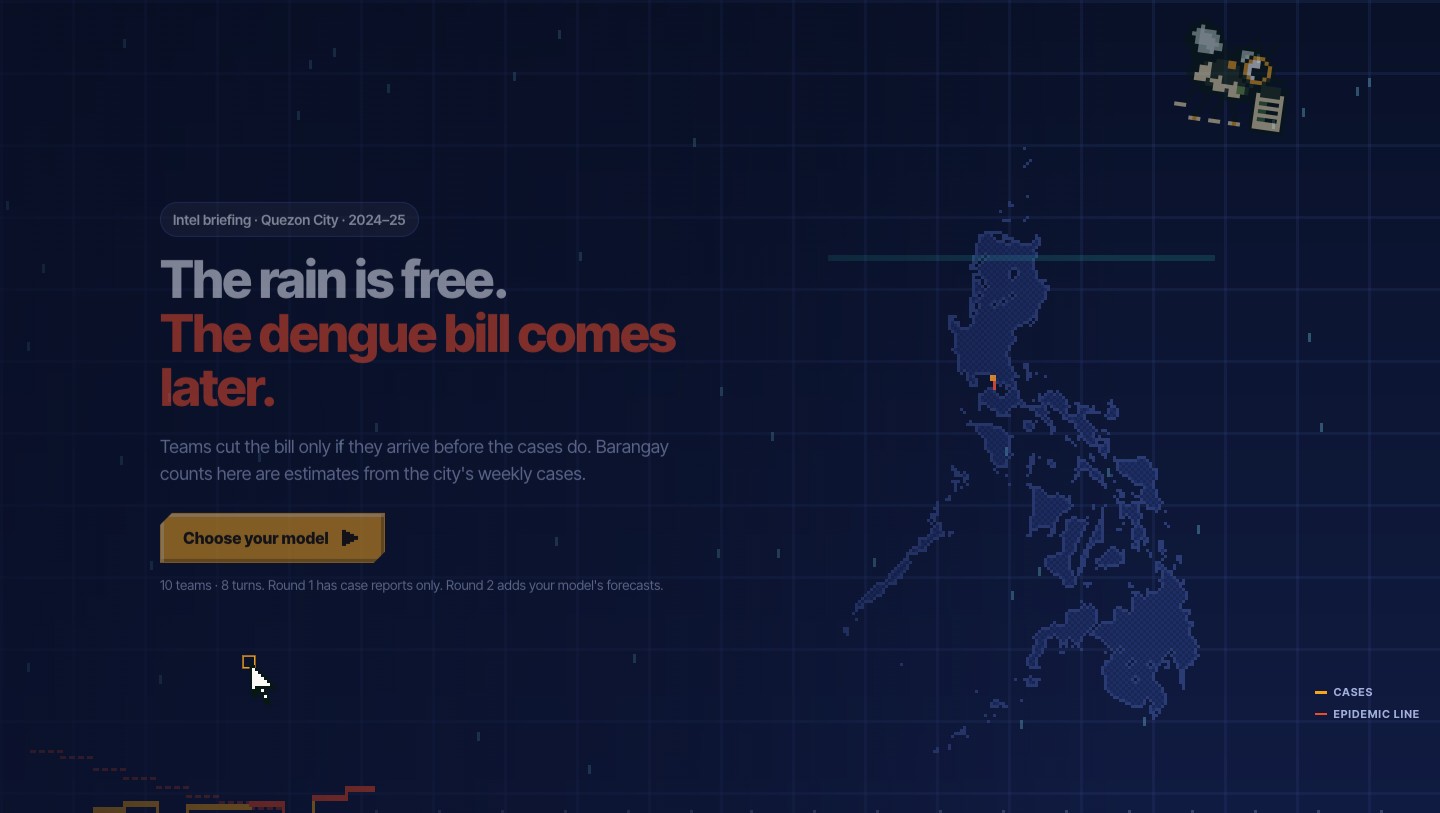 Intel briefing · Quezon City · 2024–25
The rain is free.
The dengue bill comes
later.
Teams cut the bill only if they arrive before the cases do. Barangay
counts here are estimates from the city's weekly cases.
Choose your model
10 teams · 8 turns. Round 1 has case reports only. Round 2 adds your model's forecasts.
CASES
EPIDEMIC LINE